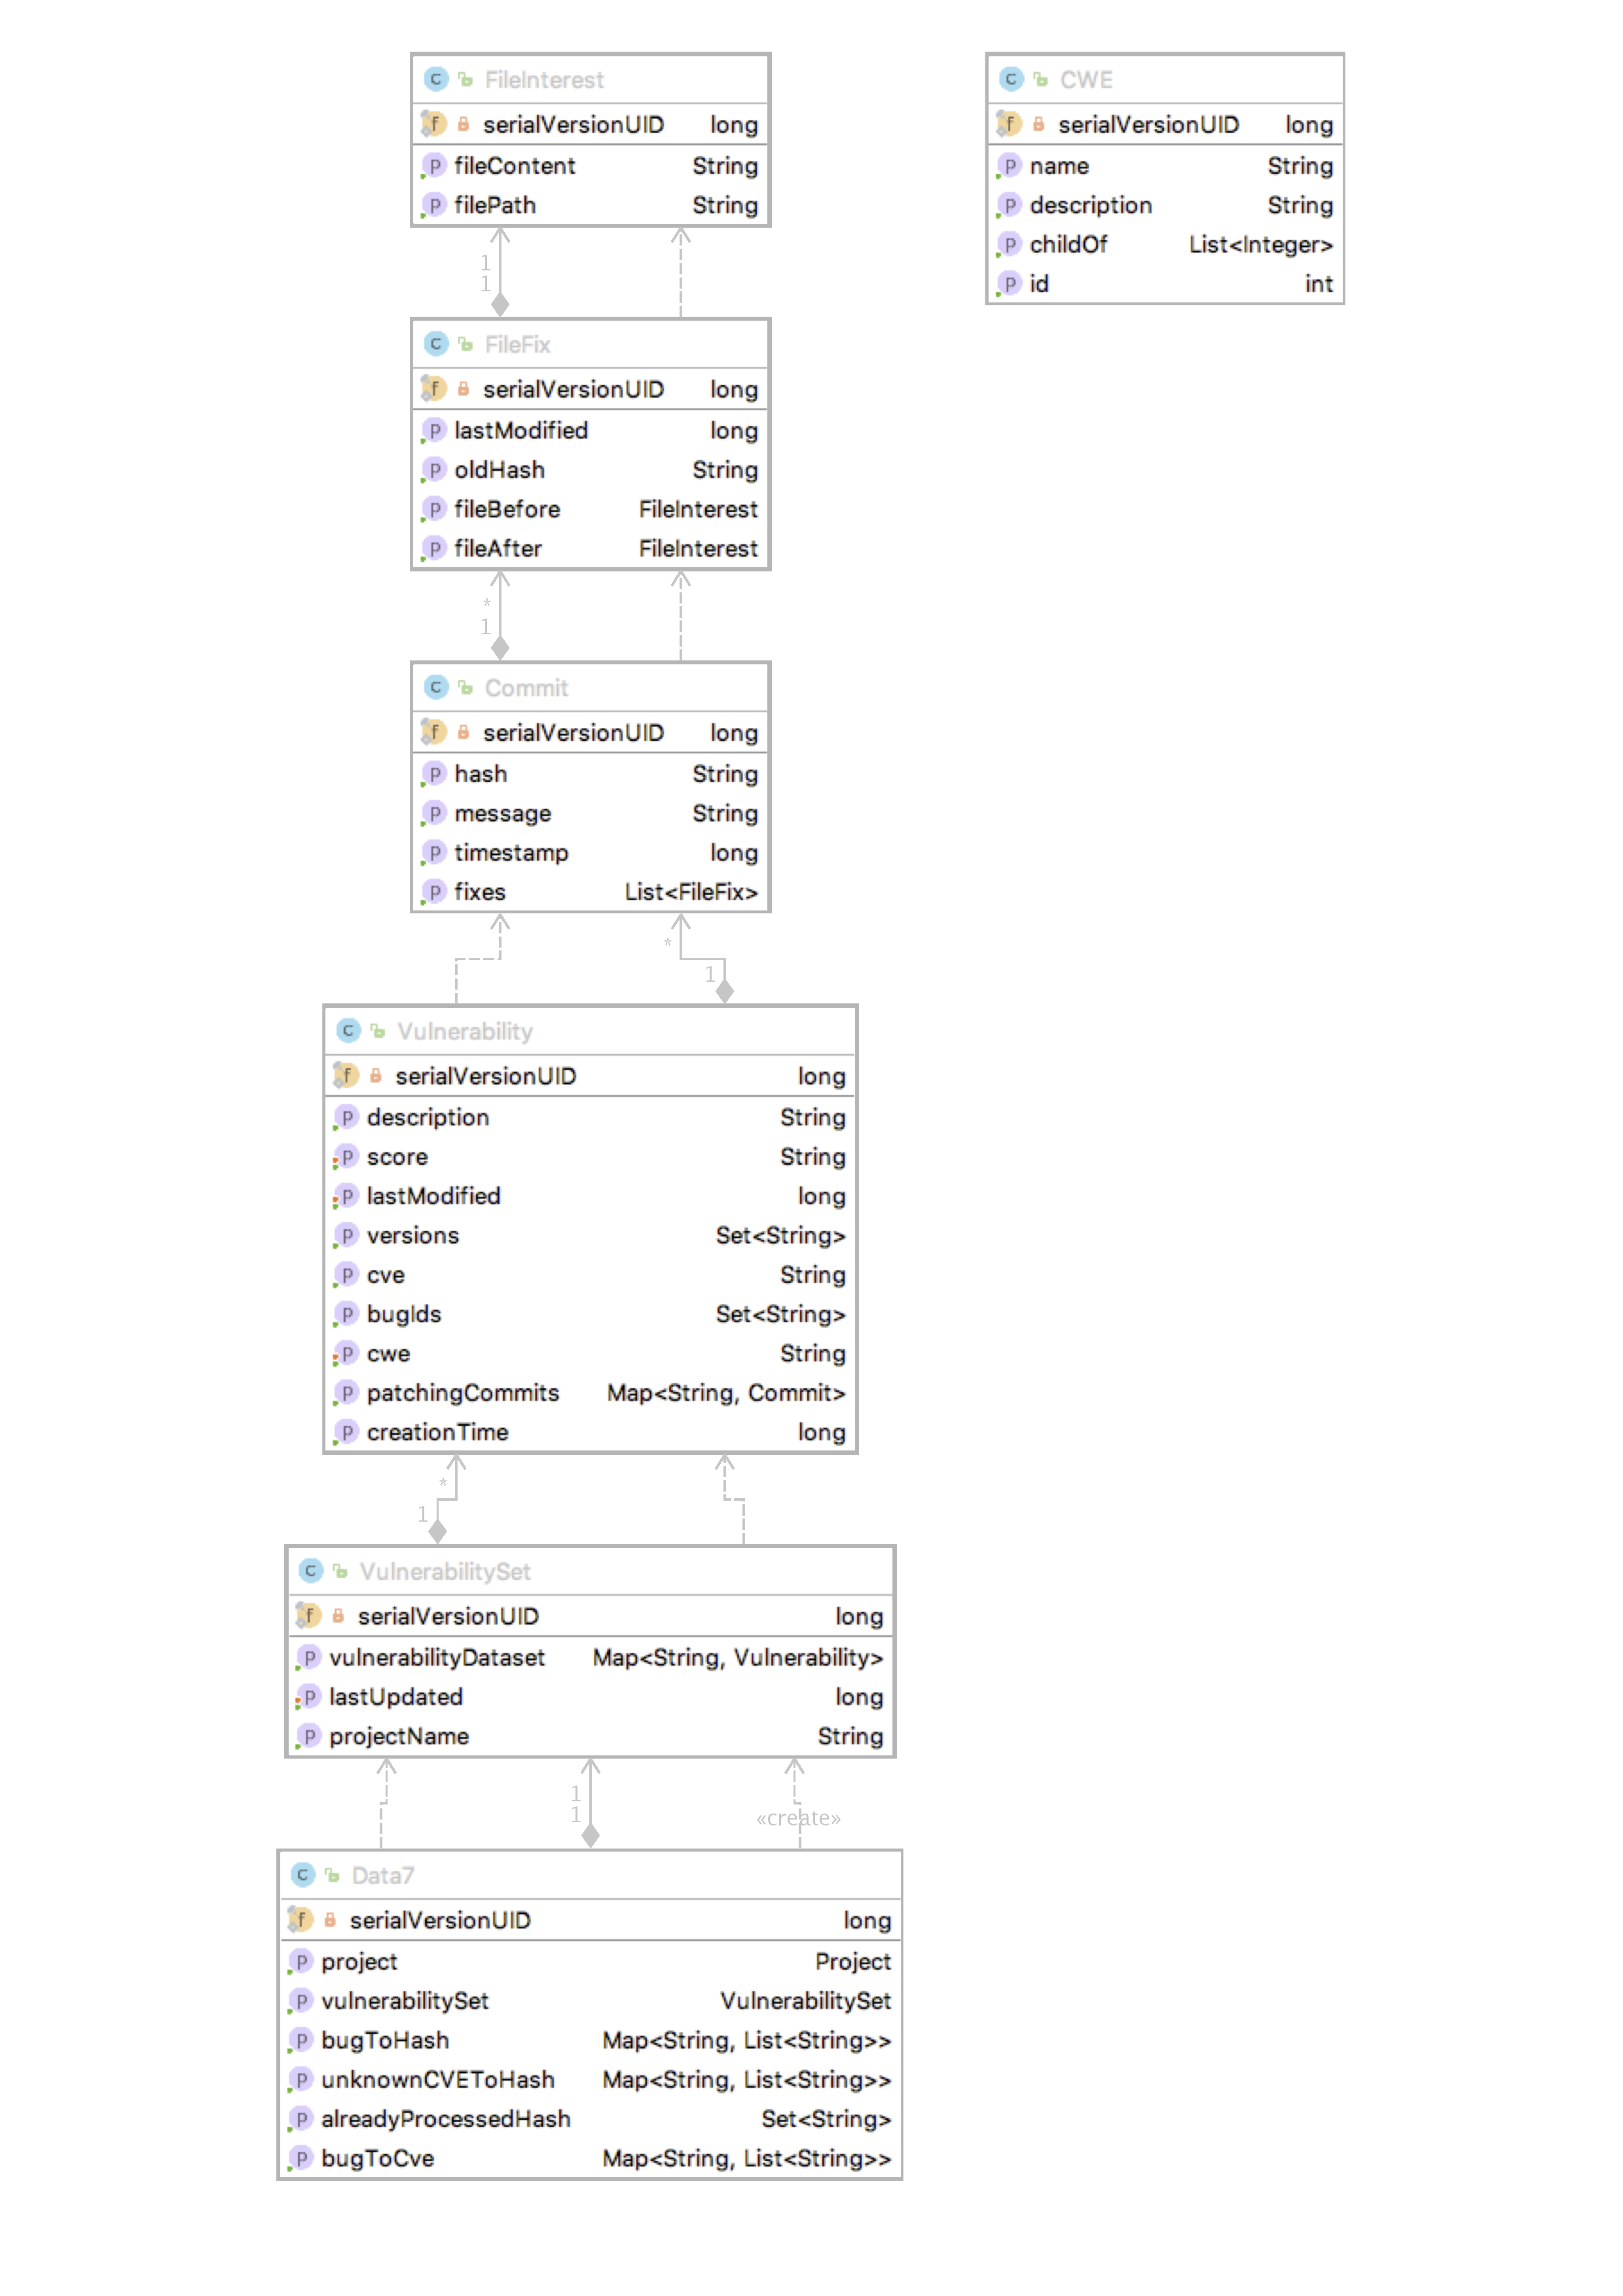 C FileInterest
f serialVersionUID long
p fileContent String
p filePath String
C CWE
f serialVersionUID long
p name String
p description String
p childOf List<Integer>
p id int
1
1
C FileFix
f serialVersionUID long
p lastModified long
p oldHash String
p fileBefore FileInterest
p fileAfter FileInterest
*
1
C Commit
f serialVersionUID long
p hash String
p message String
p timestamp long
p fixes List<FileFix>
*
1
C Vulnerability
f serialVersionUID long
p description String
p score String
p lastModified long
p versions Set<String>
p cve String
p bugIds Set<String>
p cwe String
p patchingCommits Map<String, Commit>
p creationTime long
*
1
C VulnerabilitySet
f serialVersionUID long
p vulnerabilityDataset Map<String, Vulnerability>
p lastUpdated long
p projectName String
1
1
«create»
C Data7
f serialVersionUID long
p project Project
p vulnerabilitySet VulnerabilitySet
p bugToHash Map<String, List<String>>
p unknownCVEToHash Map<String, List<String>>
p alreadyProcessedHash Set<String>
p bugToCve Map<String, List<String>>